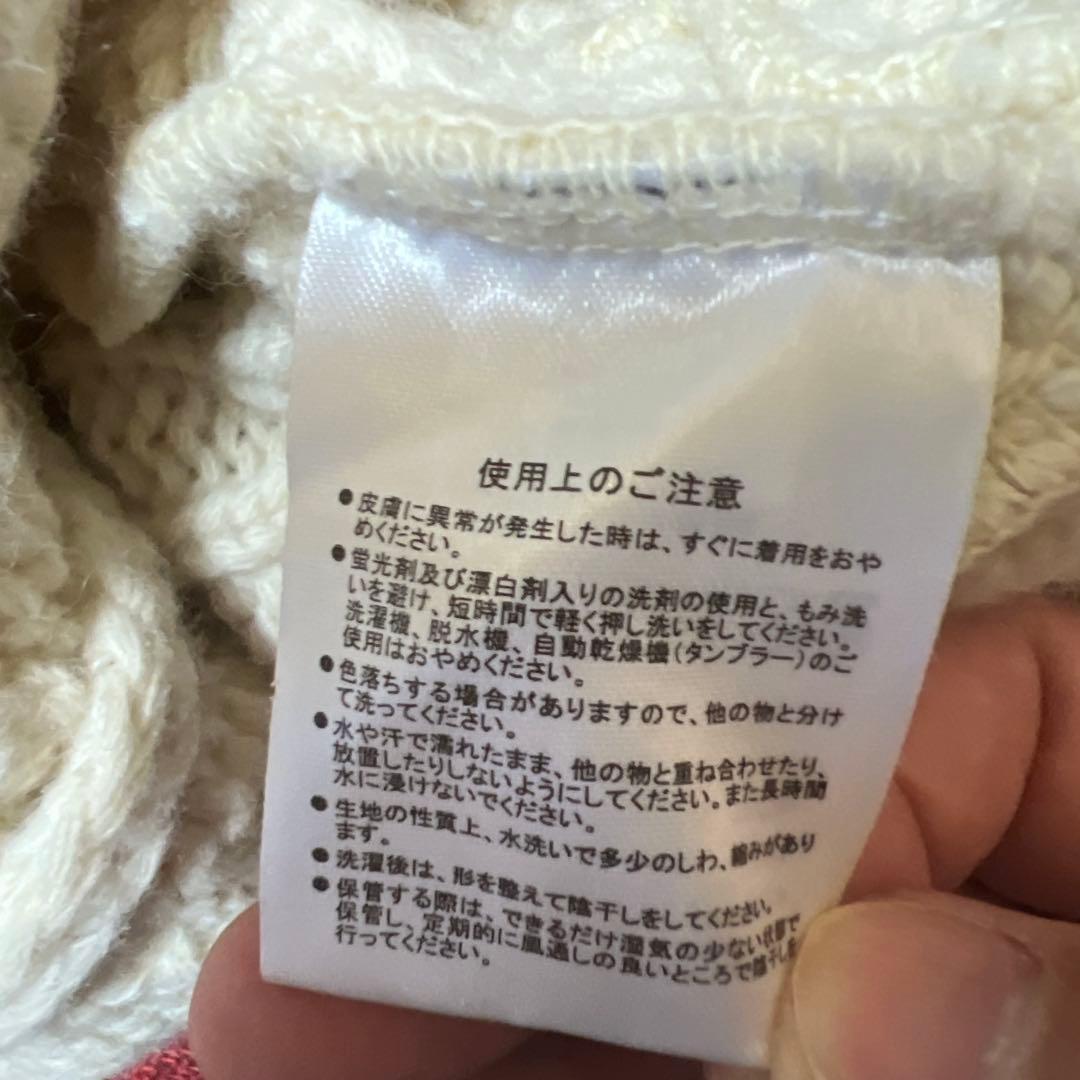 使用上のご注意
●皮膚に異常が発生した時は、すぐに着用をおや
めください。
●蛍光剤及び漂白剤入りの洗剤の使用と、もみ洗
いを避け、短時間で軽く押し洗いをしてください。
洗濯機、脱水機、自動乾燥機(タンブラー)のご
使用はおやめください。
●色落ちする場合がありますので、他の物と分け
て洗ってください。
●水や汗で濡れたまま、他の物と重ね合わせたり、
放置したりしないようにしてください。また長時間
水に浸けないでください。
●生地の性質上、水洗いで多少のしわ、縮みがあり
ます。
●洗濯後は、形を整えて陰干しをしてください。
●保管する際は、できるだけ湿気の少ない状態で
保管し、定期的に風通しの良いところで陰干しを
行ってください。